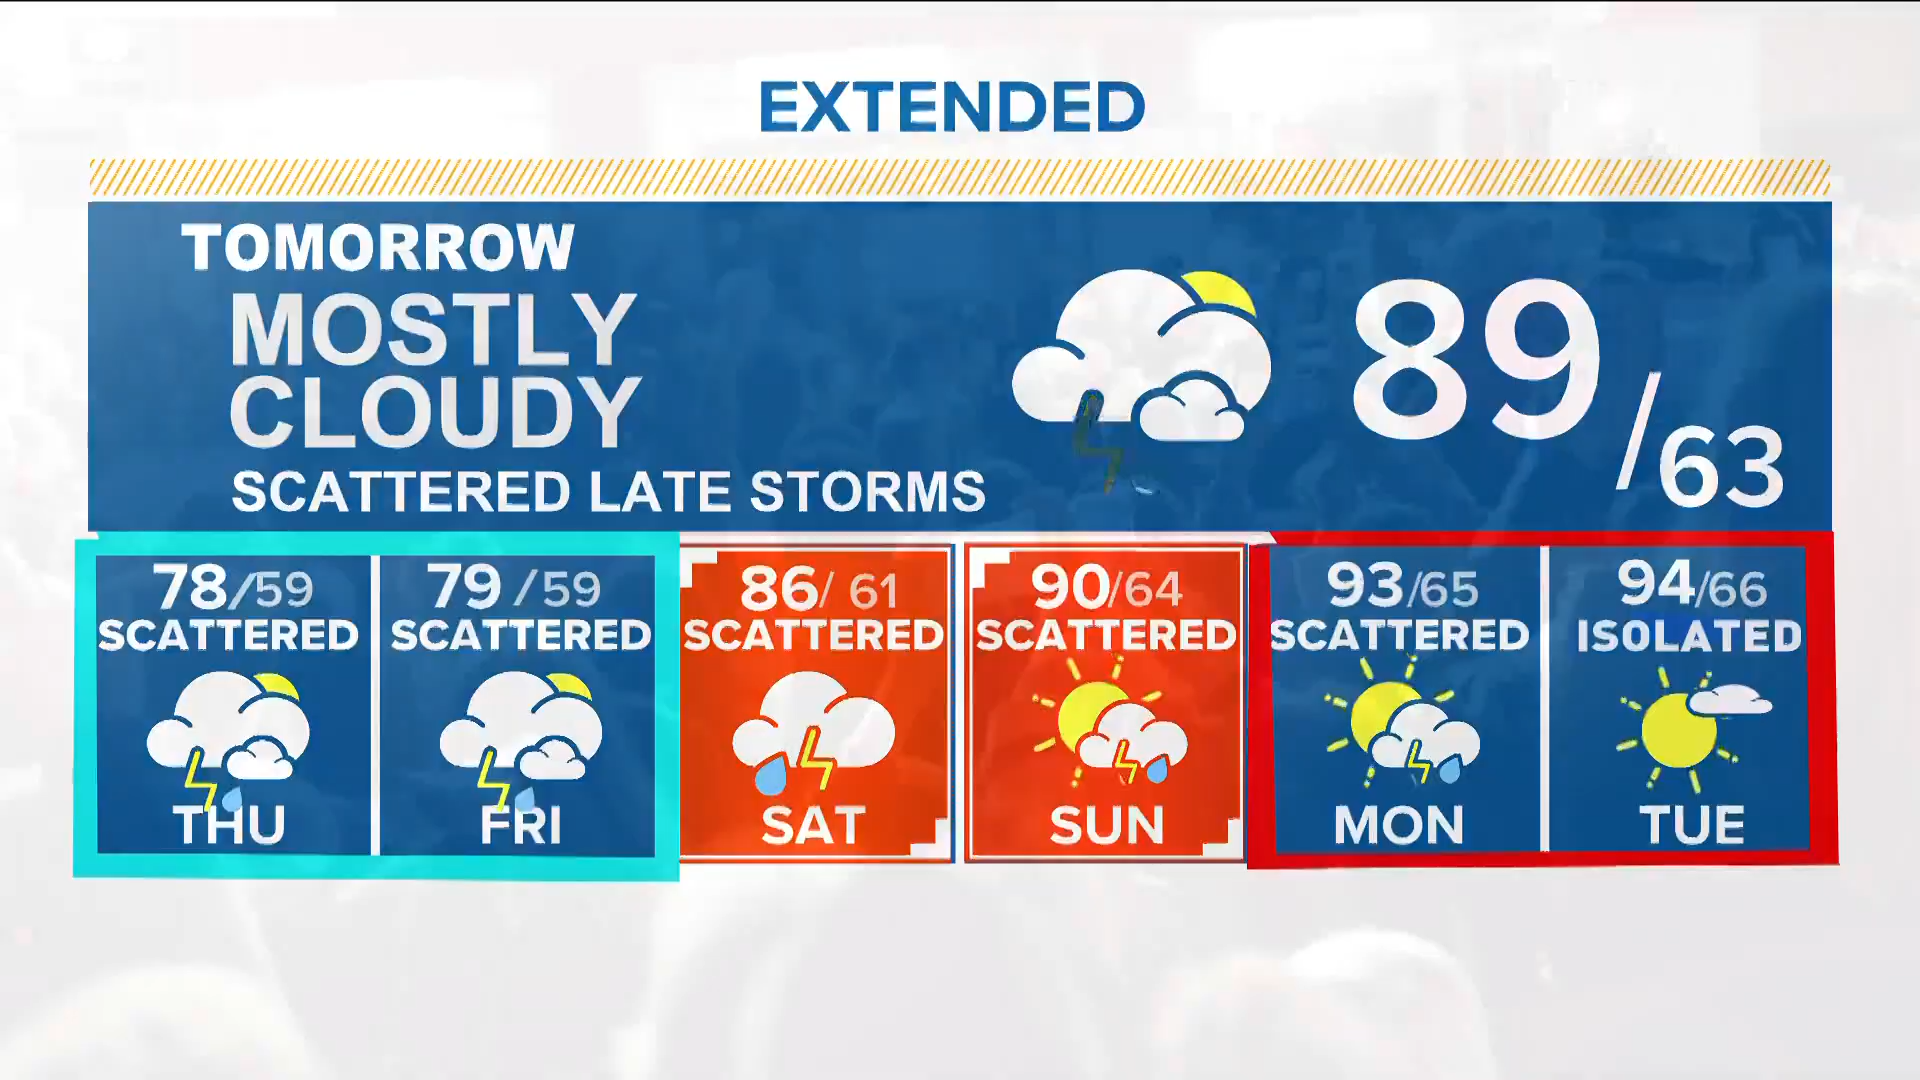 EXTENDED
TOMORROW
MOSTLY
CLOUDY
SCATTERED LATE STORMS
89/63
78/59
SCATTERED
THU
79/59
SCATTERED
FRI
86/ 61
SCATTERED
SAT
90/64
SCATTERED
SUN
93/65
SCATTERED
MON
94/66
ISOLATED
TUE